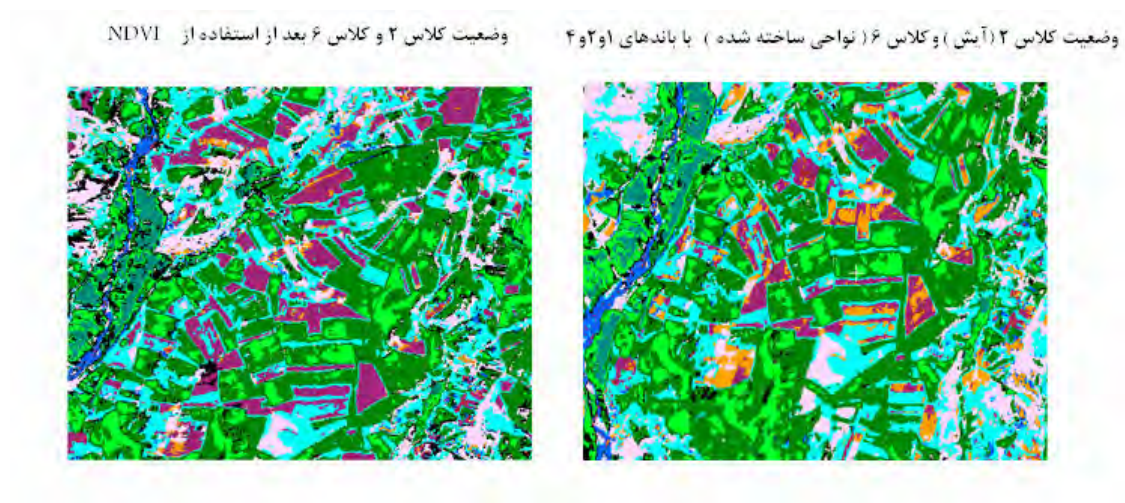 وضعیت کلاس ۲ (آیش) و کلاس ۶ ( نواحی ساخته شده ) با باندهای ۱و۲و۴
وضعیت کلاس ۲ و کلاس ۶ بعد از استفاده از NDVI